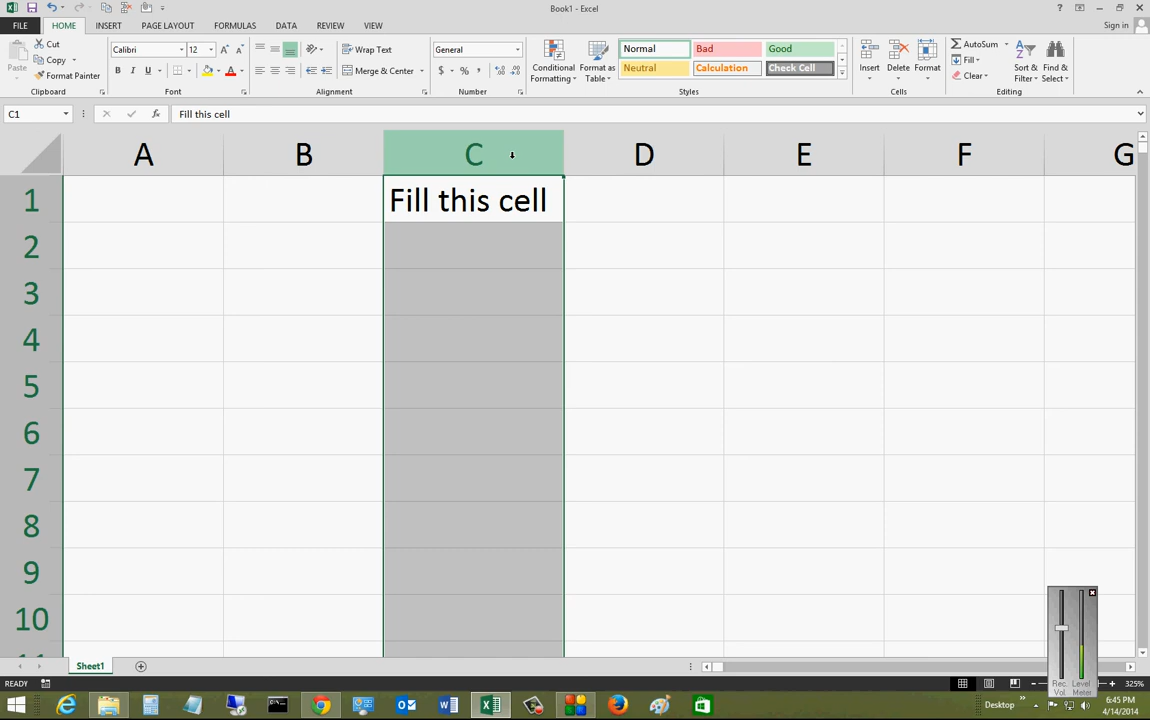 Book1 - Excel
Sign in
FILE HOME INSERT PAGE LAYOUT FORMULAS DATA REVIEW VIEW
Paste
Cut
Copy
Format Painter
Clipboard
Calibri 12
B I U
Font
Wrap Text
Merge & Center
Alignment
General
$ % ,
Number
Conditional Formatting
Format as Table
Normal Bad Good
Neutral Calculation Check Cell
Styles
Insert Delete Format
Cells
AutoSum
Fill
Clear
Sort & Filter
Find & Select
Editing
C1
fx
Fill this cell
A B C D E F G
1 Fill this cell
2
3
4
5
6
7
8
9
10
Sheet1
READY
325%
Rec. Vol.
Level Meter
Desktop
6:45 PM
4/14/2014